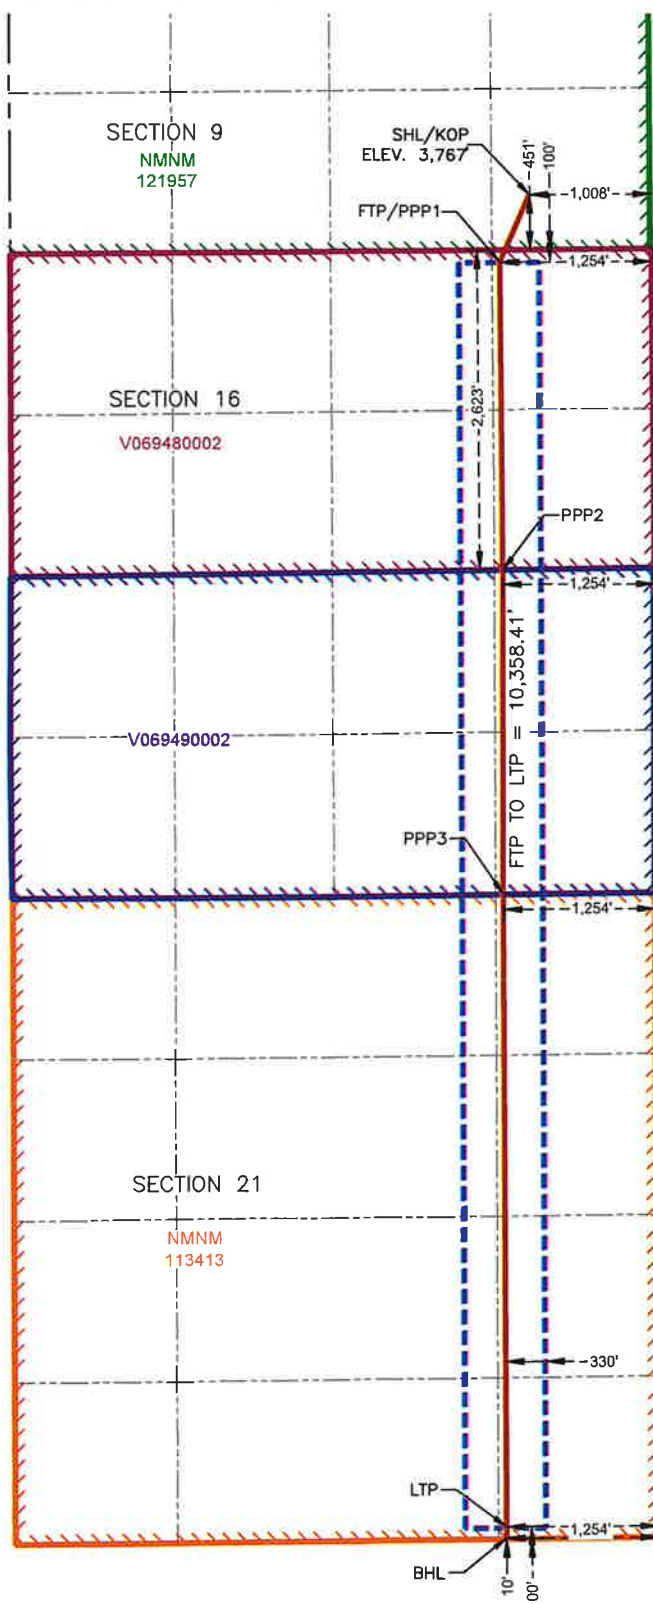 SECTION 9
NMNM
121957
SHL/KOP
ELEV. 3,767'
451'
100'
1,008'
FTP/PPP1
1,254'
SECTION 16
V069480002
2,623'
PPP2
1,254'
FTP TO LTP = 10,358.41'
V069490002
PPP3
1,254'
SECTION 21
NMNM
113413
330'
LTP
1,254'
BHL
10'
00'